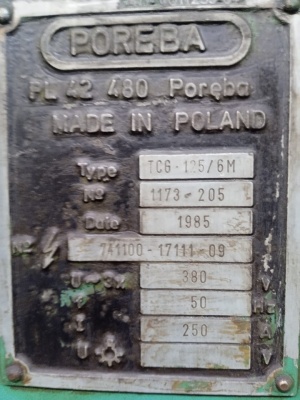 POREBA
PL 42 480 Poręba
MADE IN POLAND
Type TCG-125/6M
Nº 1173-205
Date 1985
NZ 741100-17111-09
U 380 V
50 Hz
I 250 A
U V